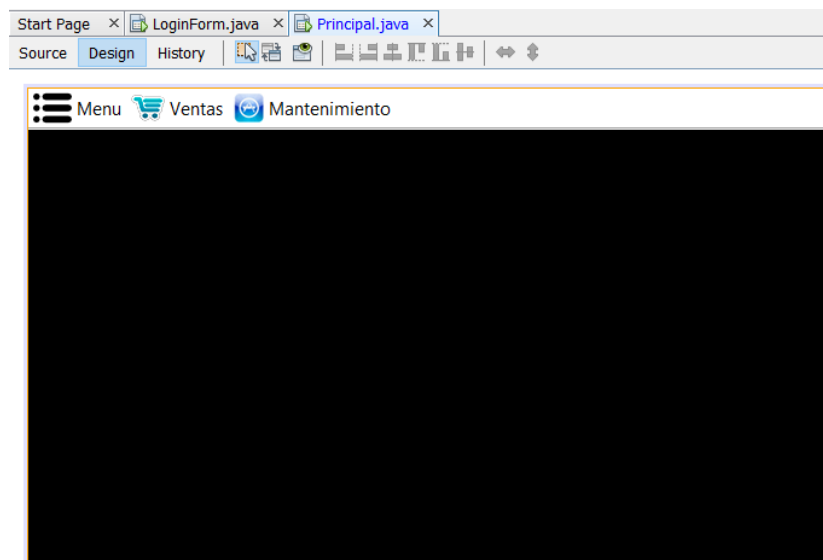 Start Page LoginForm.java Principal.java
Source Design History
Menu Ventas Mantenimiento